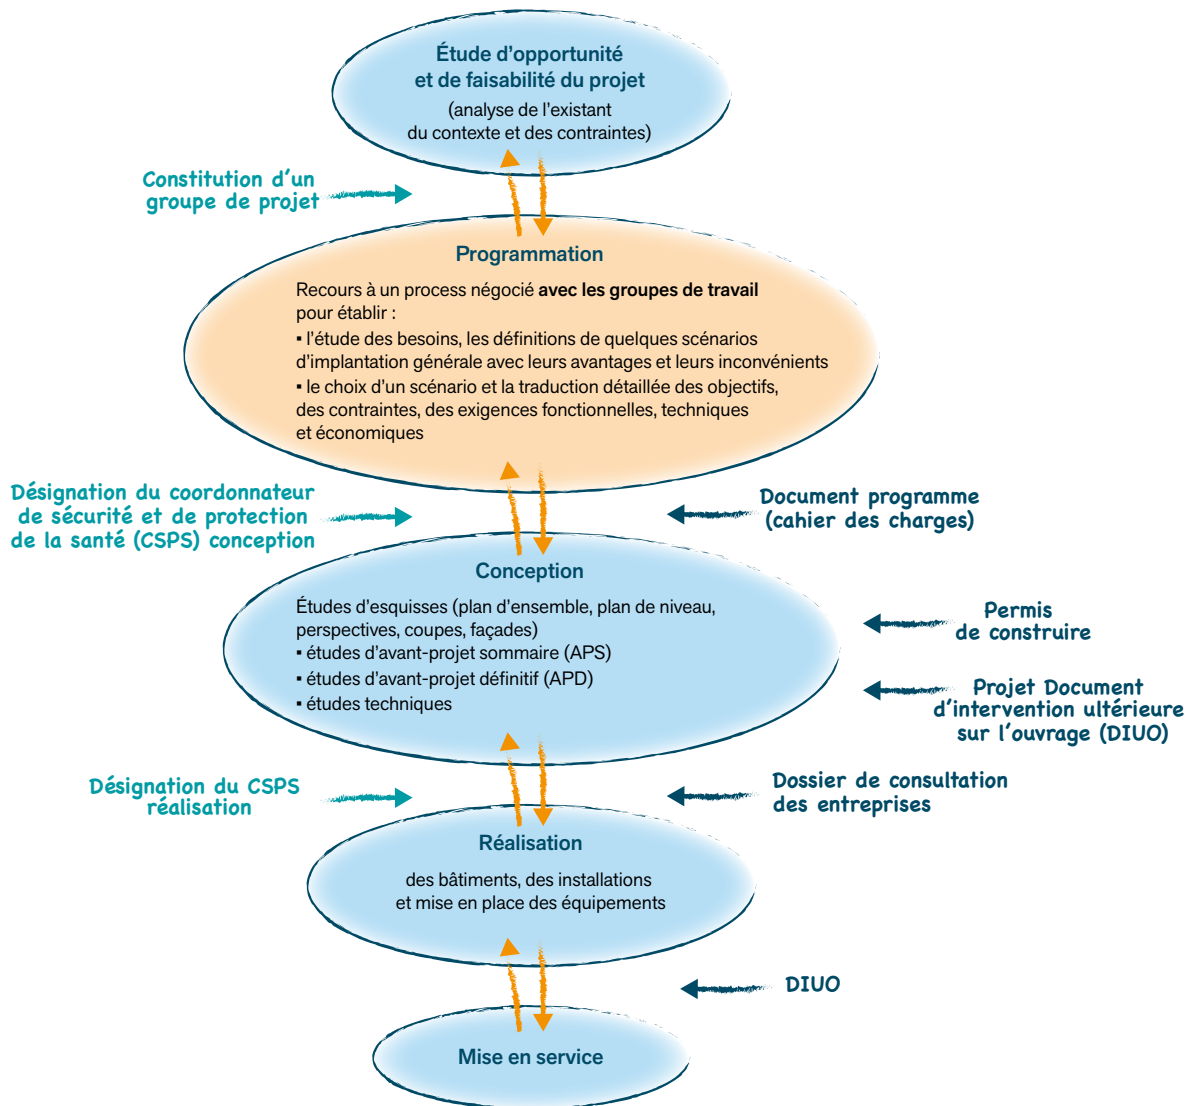 Étude d’opportunité
et de faisabilité du projet
(analyse de l’existant
du contexte et des contraintes)
Constitution d’un
groupe de projet
Programmation
Recours à un process négocié avec les groupes de travail
pour établir :
▪ l’étude des besoins, les définitions de quelques scénarios
d’implantation générale avec leurs avantages et leurs inconvénients
▪ le choix d’un scénario et la traduction détaillée des objectifs,
des contraintes, des exigences fonctionnelles, techniques
et économiques
Désignation du coordonnateur
de sécurité et de protection
de la santé (CSPS) conception
Document programme
(cahier des charges)
Conception
Études d’esquisses (plan d’ensemble, plan de niveau,
perspectives, coupes, façades)
▪ études d’avant-projet sommaire (APS)
▪ études d’avant-projet définitif (APD)
▪ études techniques
Permis
de construire
Projet Document
d’intervention ultérieure
sur l’ouvrage (DIUO)
Désignation du CSPS
réalisation
Dossier de consultation
des entreprises
Réalisation
des bâtiments, des installations
et mise en place des équipements
DIUO
Mise en service